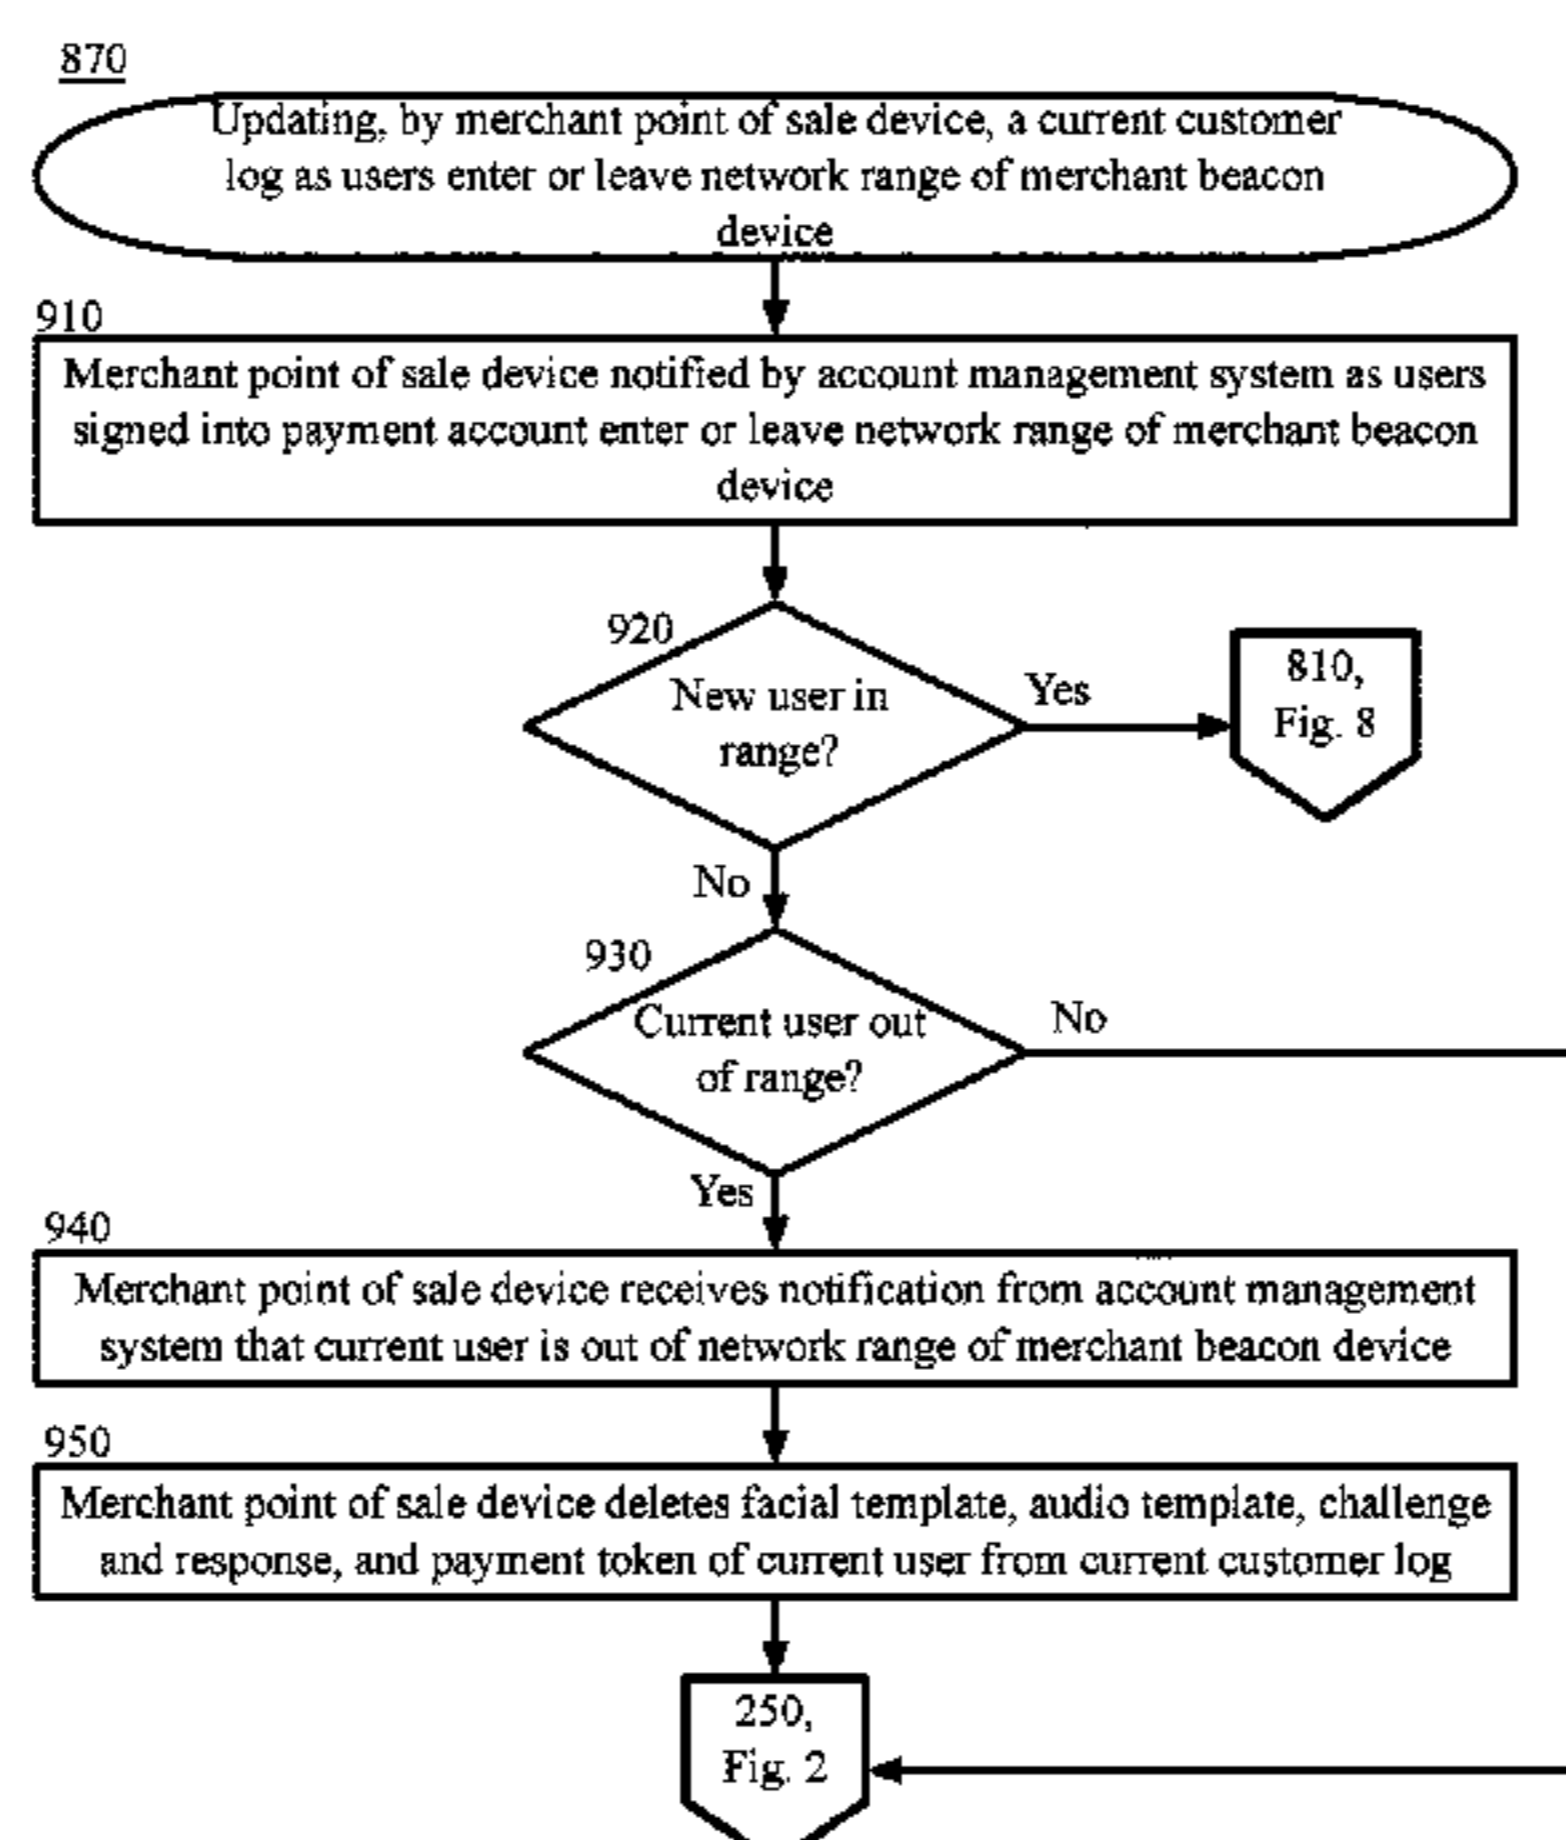 870
Updating, by merchant point of sale device, a current customer
log as users enter or leave network range of merchant beacon
device
910
Merchant point of sale device notified by account management system as users
signed into payment account enter or leave network range of merchant beacon
device
920
New user in
range?
Yes
810,
Fig. 8
No
930
Current user out
of range?
No
Yes
940
Merchant point of sale device receives notification from account management
system that current user is out of network range of merchant beacon device
950
Merchant point of sale device deletes facial template, audio template, challenge
and response, and payment token of current user from current customer log
250,
Fig. 2